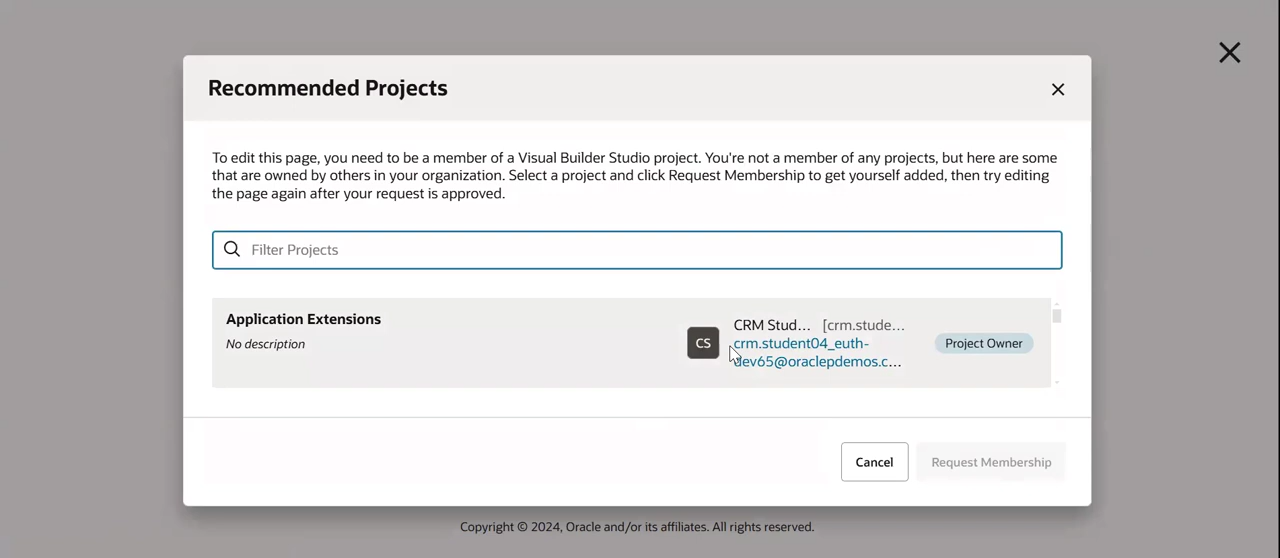 Recommended Projects
To edit this page, you need to be a member of a Visual Builder Studio project. You're not a member of any projects, but here are some
that are owned by others in your organization. Select a project and click Request Membership to get yourself added, then try editing
the page again after your request is approved.
Filter Projects
Application Extensions
No description
CS
CRM Stud... [crm.stude...
crm.student04_euth-
dev65@oraclepdemos.c...
Project Owner
Cancel
Request Membership
Copyright © 2024, Oracle and/or its affiliates. All rights reserved.